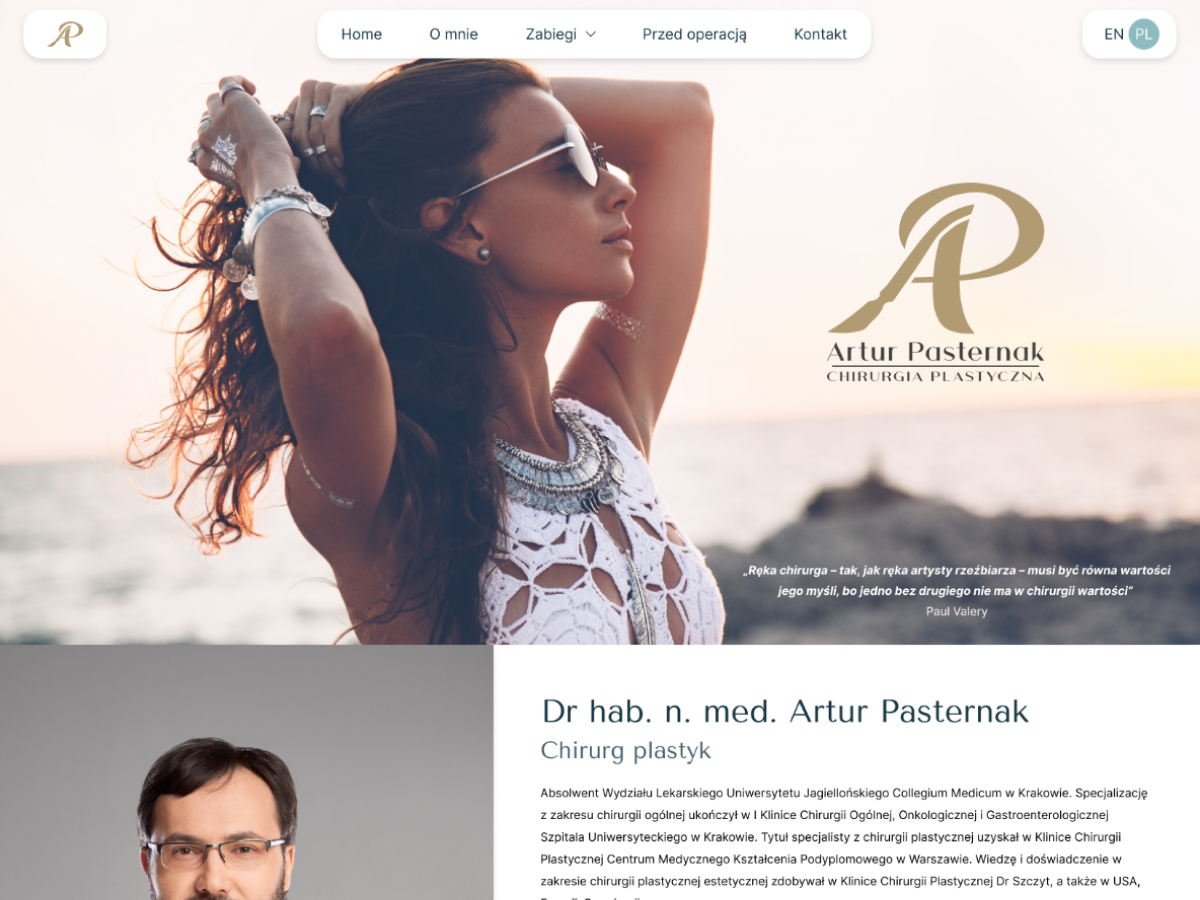 AP
Home O mnie Zabiegi Przed operacją Kontakt
EN PL
AP
Artur Pasternak
CHIRURGIA PLASTYCZNA
„Ręka chirurga – tak, jak ręka artysty rzeźbiarza – musi być równa wartości
jego myśli, bo jedno bez drugiego nie ma w chirurgii wartości”
Paul Valery
Dr hab. n. med. Artur Pasternak
Chirurg plastyk
Absolwent Wydziału Lekarskiego Uniwersytetu Jagiellońskiego Collegium Medicum w Krakowie. Specjalizację
z zakresu chirurgii ogólnej ukończył w I Klinice Chirurgii Ogólnej, Onkologicznej i Gastroenterologicznej
Szpitala Uniwersyteckiego w Krakowie. Tytuł specjalisty z chirurgii plastycznej uzyskał w Klinice Chirurgii
Plastycznej Centrum Medycznego Kształcenia Podyplomowego w Warszawie. Wiedzę i doświadczenie w
zakresie chirurgii plastycznej estetycznej zdobywał w Klinice Chirurgii Plastycznej Dr Szczyt, a także w USA,